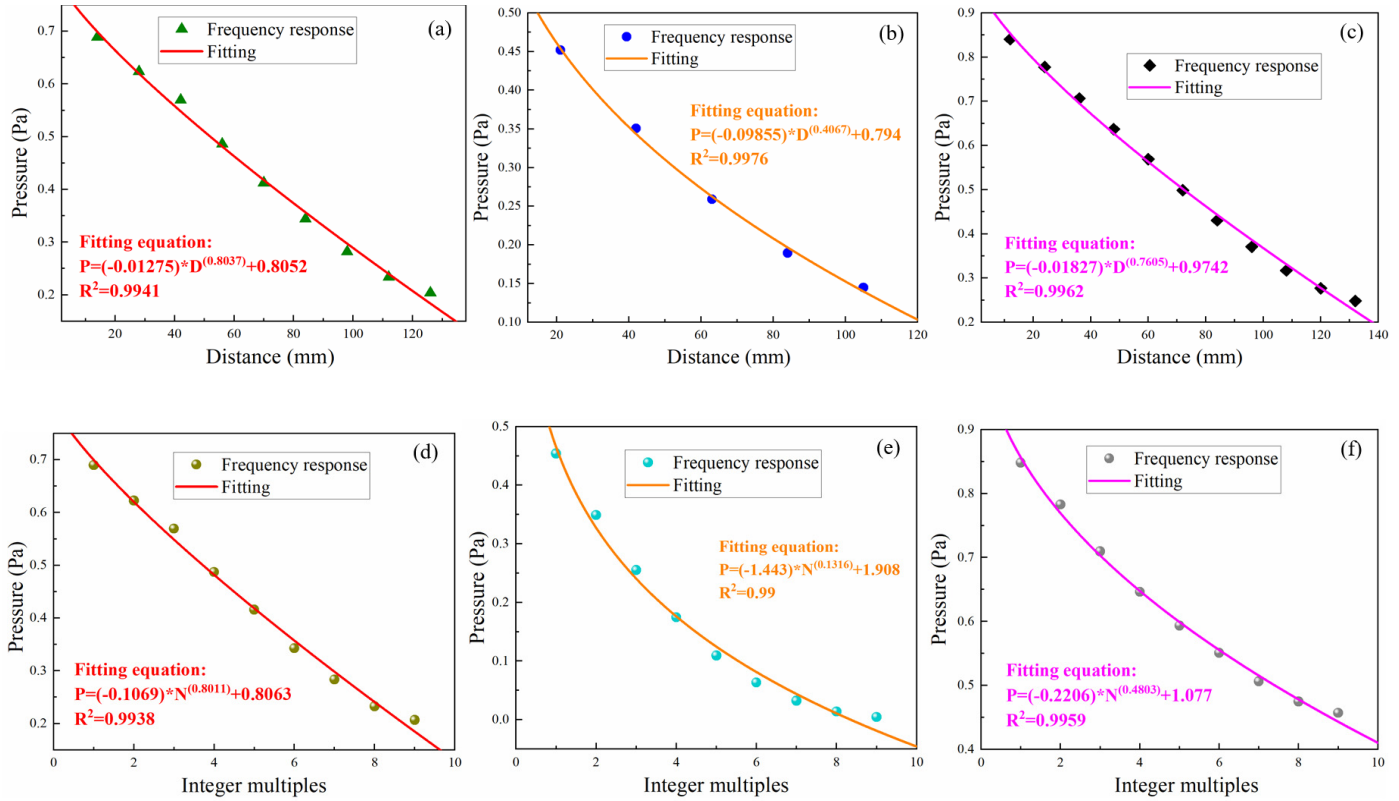 (a)
Frequency response
Fitting
Pressure (Pa)
0.7
0.6
0.5
0.4
0.3
0.2
Fitting equation:
P=(-0.01275)*D^(0.8037)+0.8052
R²=0.9941
20 40 60 80 100 120
Distance (mm)
(b)
Frequency response
Fitting
Pressure (Pa)
0.50
0.45
0.40
0.35
0.30
0.25
0.20
0.15
0.10
Fitting equation:
P=(-0.09855)*D^(0.4067)+0.794
R²=0.9976
20 40 60 80 100 120
Distance (mm)
(c)
Frequency response
Fitting
Pressure (Pa)
0.9
0.8
0.7
0.6
0.5
0.4
0.3
0.2
Fitting equation:
P=(-0.01827)*D^(0.7605)+0.9742
R²=0.9962
20 40 60 80 100 120 140
Distance (mm)
(d)
Frequency response
Fitting
Pressure (Pa)
0.7
0.6
0.5
0.4
0.3
0.2
Fitting equation:
P=(-0.1069)*N^(0.8011)+0.8063
R²=0.9938
0 2 4 6 8 10
Integer multiples
(e)
Frequency response
Fitting
Pressure (Pa)
0.5
0.4
0.3
0.2
0.1
0.0
Fitting equation:
P=(-1.443)*N^(0.1316)+1.908
R²=0.99
0 2 4 6 8 10
Integer multiples
(f)
Frequency response
Fitting
Pressure (Pa)
0.9
0.8
0.7
0.6
0.5
0.4
Fitting equation:
P=(-0.2206)*N^(0.4803)+1.077
R²=0.9959
0 2 4 6 8 10
Integer multiples